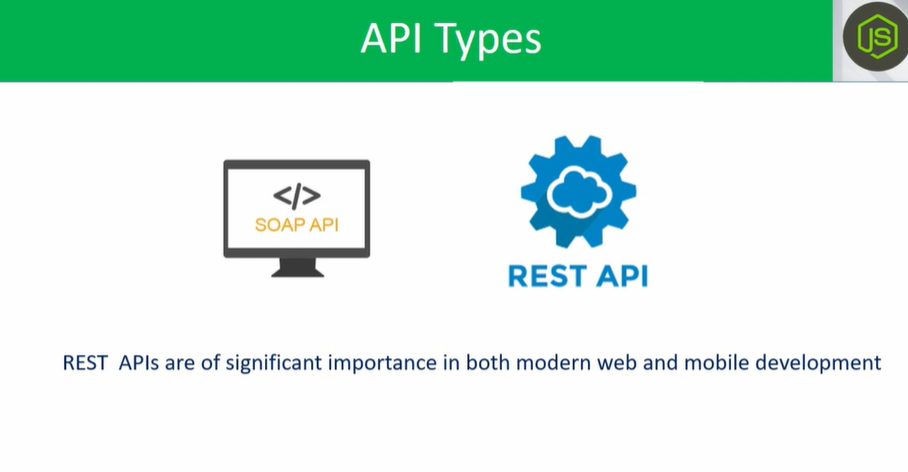 API Types
JS
</>
SOAP API
REST API
REST APIs are of significant importance in both modern web and mobile development